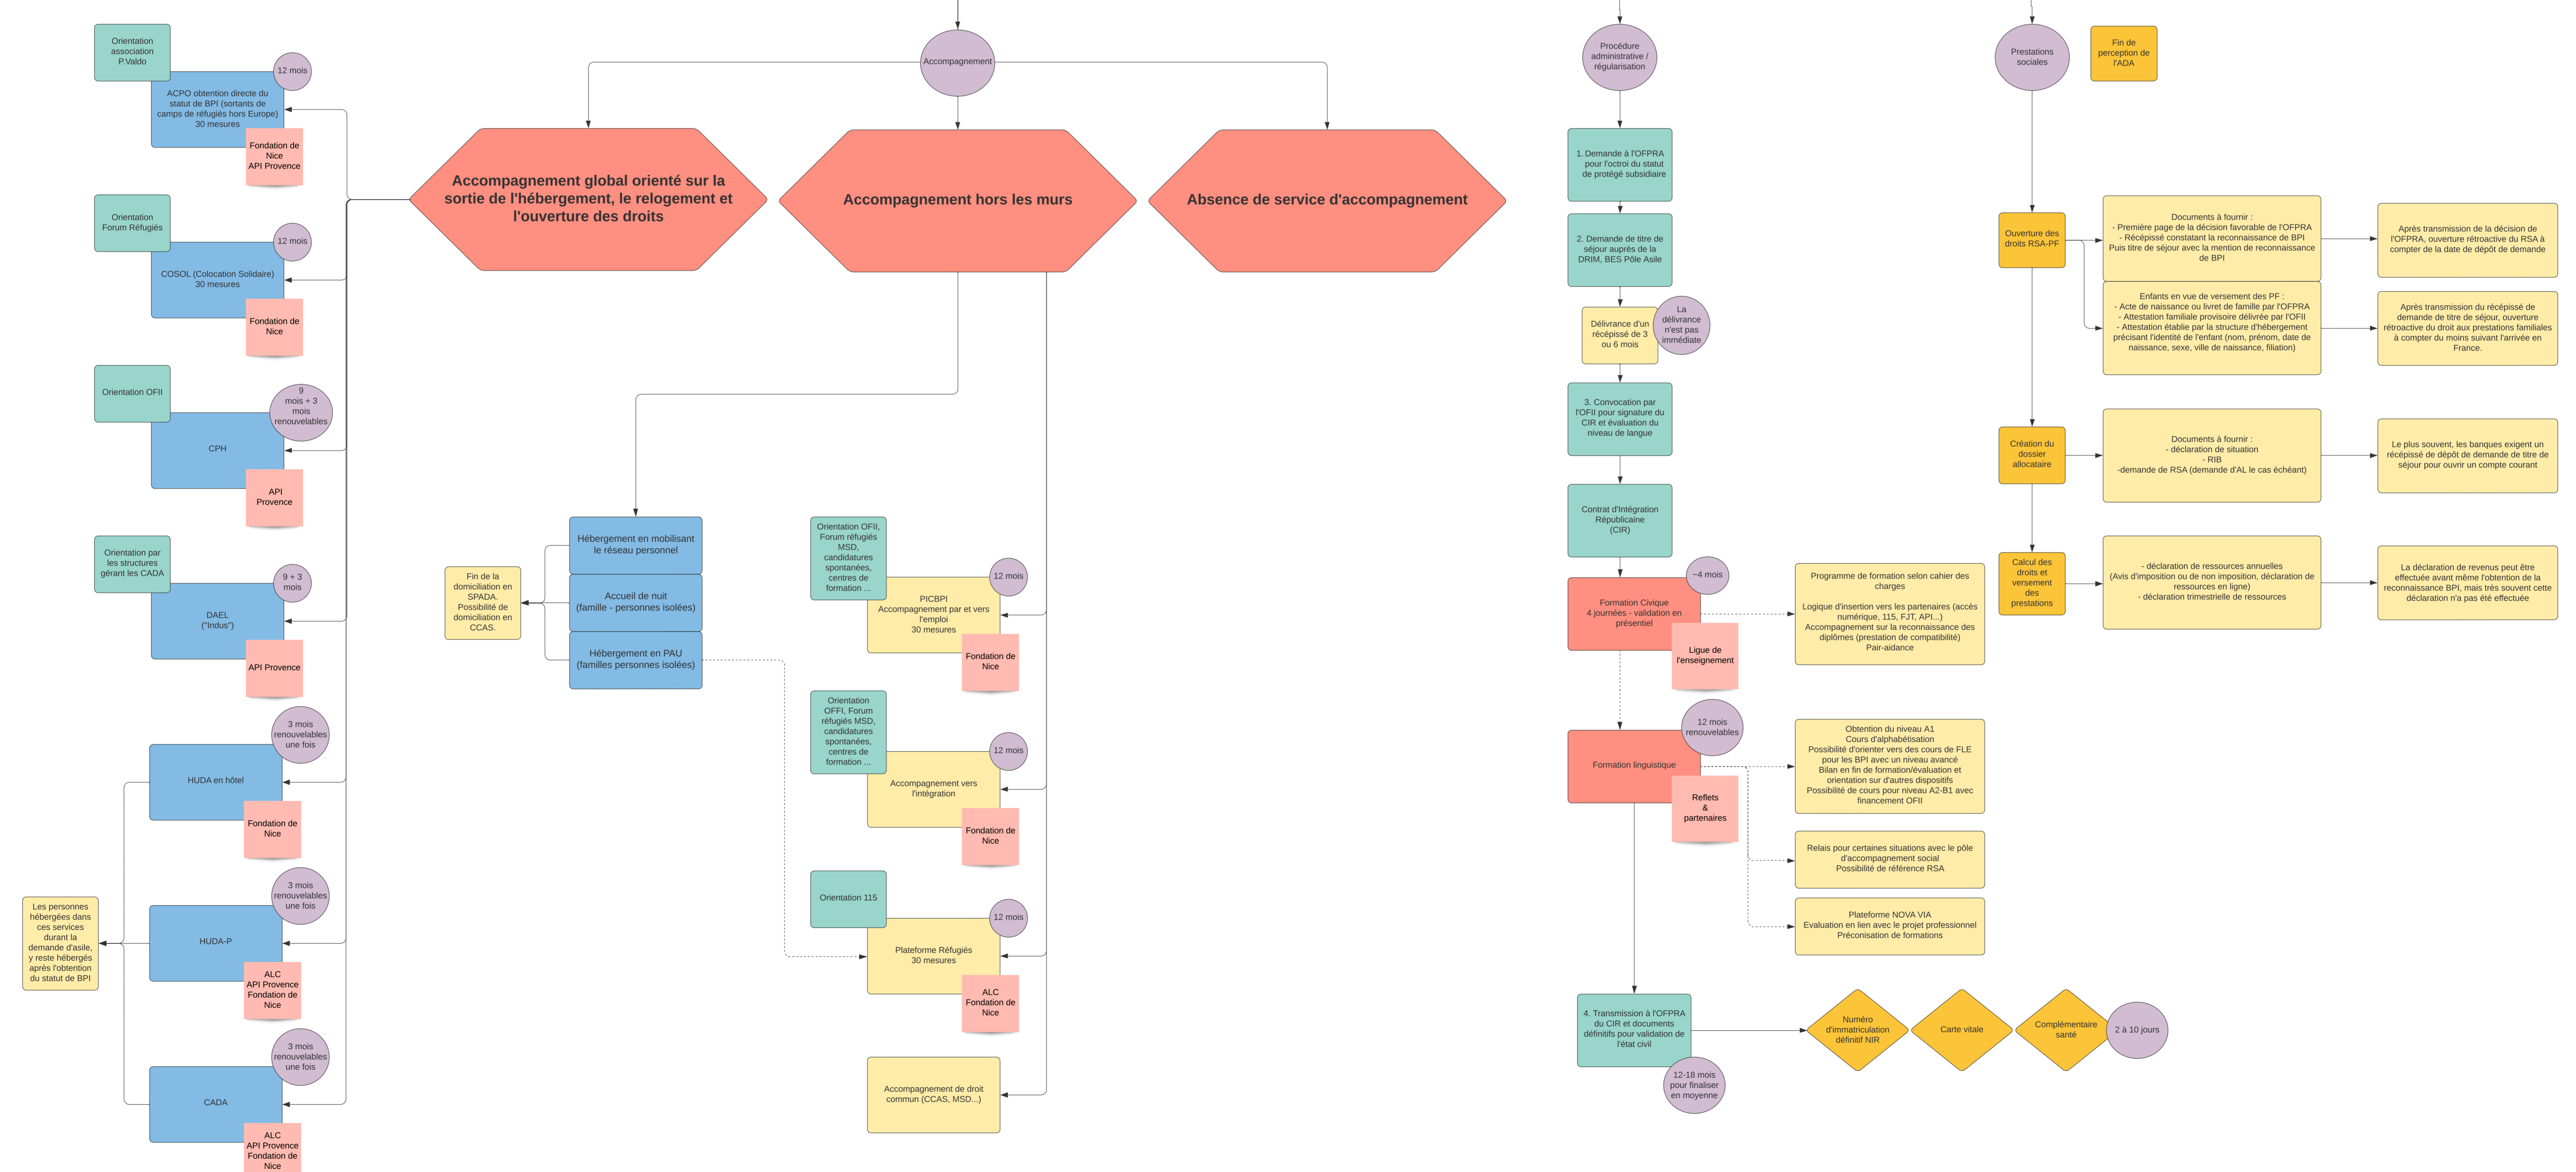 Orientation
association
P.Valdo
12 mois
ACPO obtention directe du
statut de BPI (sortants de
camps de réfugiés hors Europe)
30 mesures
Fondation de
Nice
API Provence
Orientation
Forum Réfugiés
12 mois
COSOL (Colocation Solidaire)
30 mesures
Fondation de
Nice
Orientation OFII
9
mois + 3
mois
renouvelables
CPH
API
Provence
Orientation par
les structures
gérant les CADA
9 + 3
mois
DAEL
("Indus")
API Provence
3 mois
renouvelables
une fois
HUDA en hôtel
Fondation de
Nice
3 mois
renouvelables
une fois
HUDA-P
ALC
API Provence
Fondation de
Nice
Les personnes
hébergées dans
ces services
durant la
demande d'asile,
y reste hébergés
après l'obtention
du statut de BPI
3 mois
renouvelables
une fois
CADA
ALC
API Provence
Fondation de
Nice
Accompagnement
Accompagnement global orienté sur la
sortie de l'hébergement, le relogement et
l'ouverture des droits
Accompagnement hors les murs
Absence de service d'accompagnement
Hébergement en mobilisant
le réseau personnel
Accueil de nuit
(famille - personnes isolées)
Hébergement en PAU
(familles personnes isolées)
Fin de la
domiciliation en
SPADA.
Possibilité de
domiciliation en
CCAS.
Orientation OFII,
Forum réfugiés
MSD,
candidatures
spontanées,
centres de
formation ...
12 mois
PICBPI
Accompagnement par et vers
l'emploi
30 mesures
Fondation de
Nice
Orientation
OFFI, Forum
réfugiés MSD,
candidatures
spontanées,
centres de
formation ...
12 mois
Accompagnement vers
l'intégration
Fondation de
Nice
Orientation 115
12 mois
Plateforme Réfugiés
30 mesures
ALC
Fondation de
Nice
Accompagnement de droit
commun (CCAS, MSD...)
Procédure
administrative /
régularisation
1. Demande à l'OFPRA
pour l'octroi du statut
de protégé subsidiaire
2. Demande de titre de
séjour auprès de la
DRIM, BES Pôle Asile
Délivrance d'un
récépissé de 3
ou 6 mois
La
délivrance
n'est pas
immédiate
3. Convocation par
l'OFII pour signature du
CIR et évaluation du
niveau de langue
Contrat d'Intégration
Républicaine
(CIR)
~4 mois
Formation Civique
4 journées - validation en
présentiel
Ligue de
l'enseignement
Programme de formation selon cahier des
charges
Logique d'insertion vers les partenaires (accès
numérique, 115, FJT, API...)
Accompagnement sur la reconnaissance des
diplômes (prestation de compatibilité)
Pair-aidance
12 mois
renouvelables
Formation linguistique
Reflets
&
partenaires
Obtention du niveau A1
Cours d'alphabétisation
Possibilité d'orienter vers des cours de FLE
pour les BPI avec un niveau avancé
Bilan en fin de formation/évaluation et
orientation sur d'autres dispositifs
Possibilité de cours pour niveau A2-B1 avec
financement OFII
Relais pour certaines situations avec le pôle
d'accompagnement social
Possibilité de référence RSA
Plateforme NOVA VIA
Evaluation en lien avec le projet professionnel
Préconisation de formations
4. Transmission à l'OFPRA
du CIR et documents
définitifs pour validation de
l'état civil
12-18 mois
pour finaliser
en moyenne
Numéro
d'immatriculation
définitif NIR
Carte vitale
Complémentaire
santé
2 à 10 jours
Prestations
sociales
Fin de
perception de
l'ADA
Ouverture des
droits RSA-PF
Documents à fournir :
- Première page de la décision favorable de l'OFPRA
- Récépissé constatant la reconnaissance de BPI
Puis titre de séjour avec la mention de reconnaissance
de BPI
Après transmission de la décision de
l'OFPRA, ouverture rétroactive du RSA à
compter de la date de dépôt de demande
Enfants en vue de versement des PF :
- Acte de naissance ou livret de famille par l'OFPRA
- Attestation familiale provisoire délivrée par l'OFII
- Attestation établie par la structure d'hébergement
précisant l'identité de l'enfant (nom, prénom, date de
naissance, sexe, ville de naissance, filiation)
Après transmission du récépissé de
demande de titre de séjour, ouverture
rétroactive du droit aux prestations familiales
à compter du moins suivant l'arrivée en
France.
Création du
dossier
allocataire
Documents à fournir :
- déclaration de situation
- RIB
-demande de RSA (demande d'AL le cas échéant)
Le plus souvent, les banques exigent un
récépissé de dépôt de demande de titre de
séjour pour ouvrir un compte courant
Calcul des
droits et
versement
des
prestations
- déclaration de ressources annuelles
(Avis d'imposition ou de non imposition, déclaration de
ressources en ligne)
- déclaration trimestrielle de ressources
La déclaration de revenus peut être
effectuée avant même l'obtention de la
reconnaissance BPI, mais très souvent cette
déclaration n'a pas été effectuée